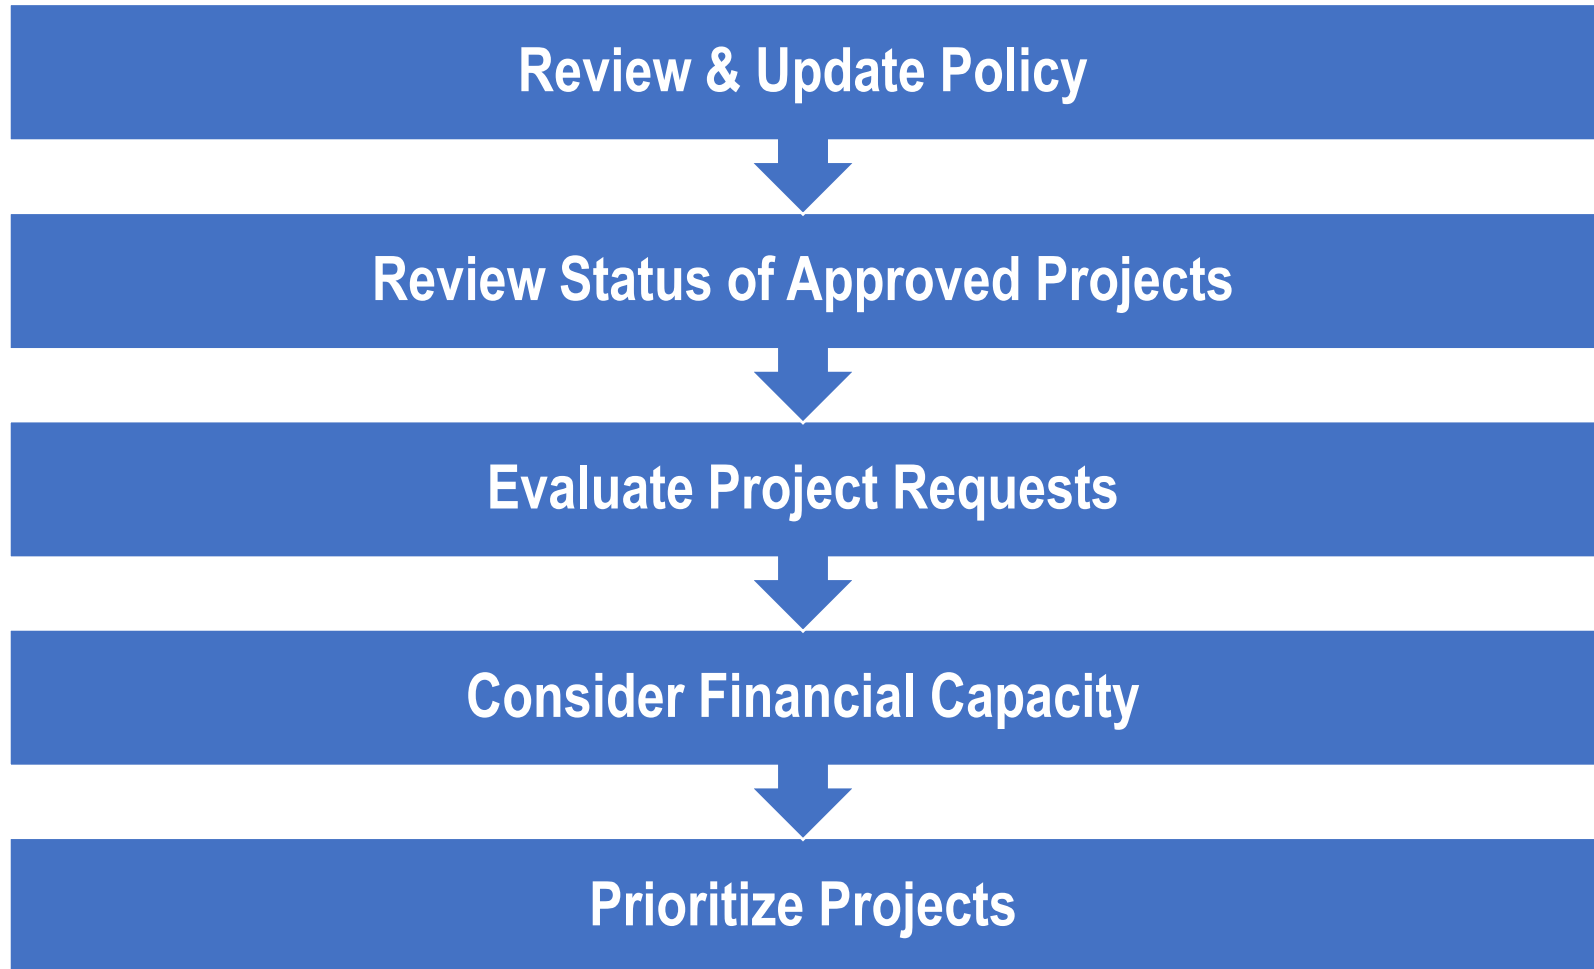 Review & Update Policy
Review Status of Approved Projects
Evaluate Project Requests
Consider Financial Capacity
Prioritize Projects